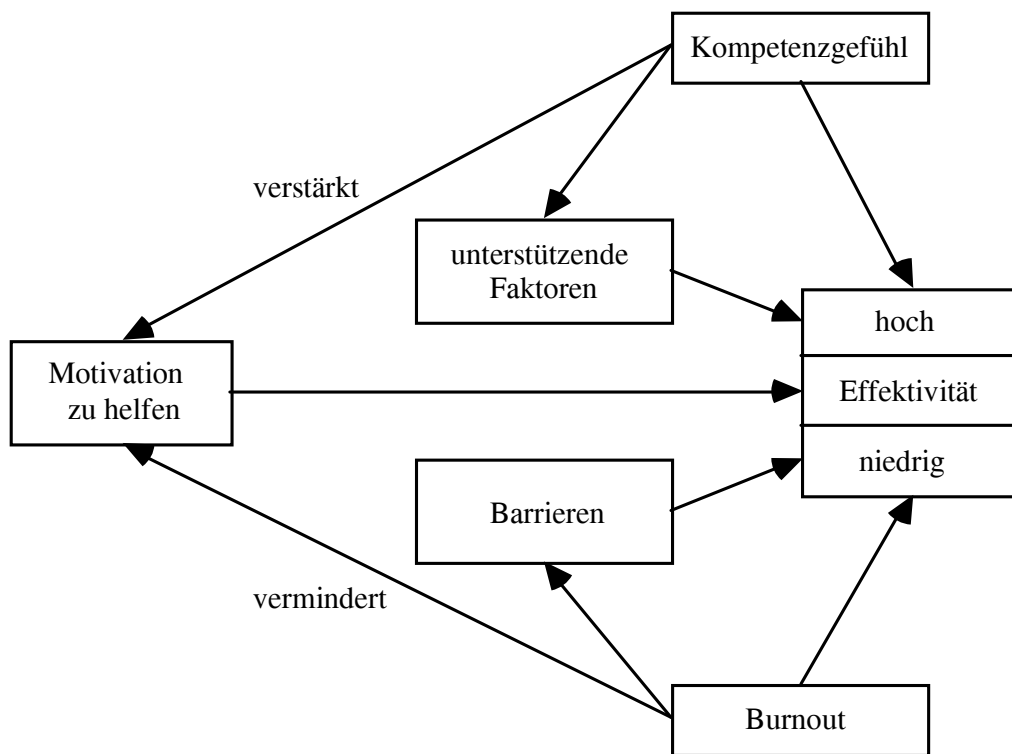 Kompetenzgefühl
verstärkt
unterstützende
Faktoren
hoch
Motivation
zu helfen
Effektivität
niedrig
Barrieren
vermindert
Burnout